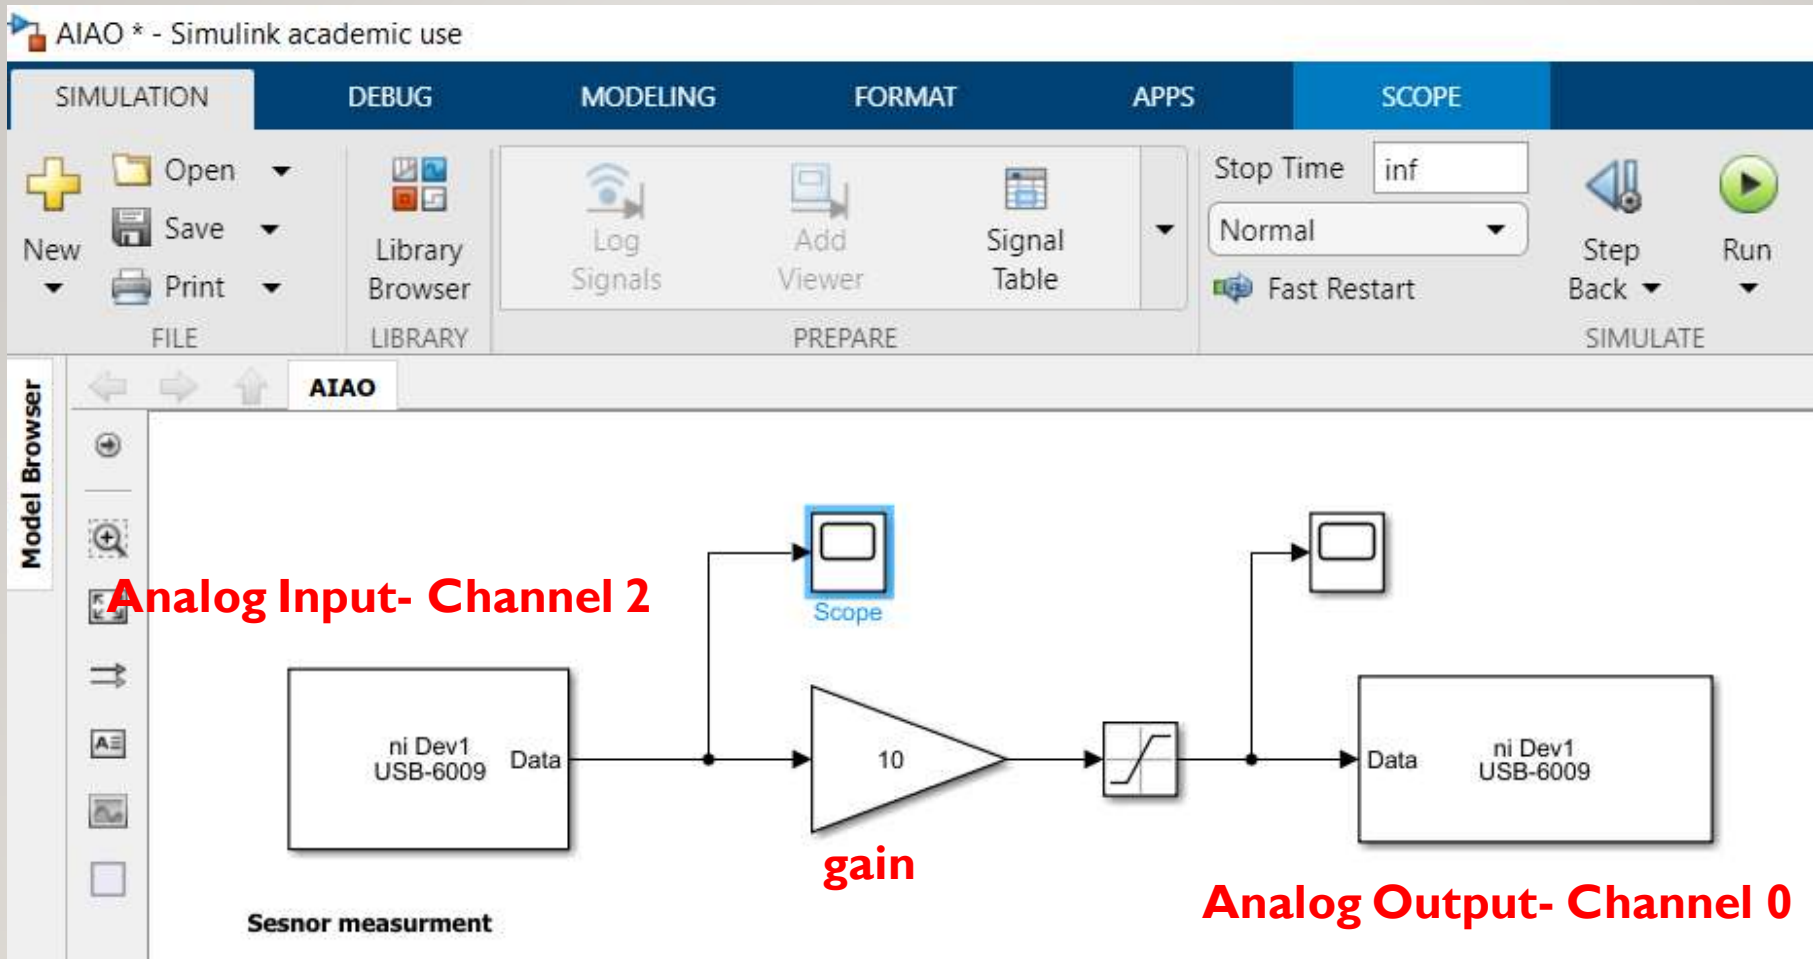 AIAO * - Simulink academic use
SIMULATION DEBUG MODELING FORMAT APPS SCOPE
New
Open
Save
Print
FILE
Library
Browser
LIBRARY
Log
Signals
Add
Viewer
Signal
Table
PREPARE
Stop Time inf
Normal
Fast Restart
Step
Back
Run
SIMULATE
Model Browser
AIAO
Analog Input- Channel 2
Scope
ni Dev1
USB-6009
Data
10
Data
ni Dev1
USB-6009
gain
Analog Output- Channel 0
Sesnor measurment